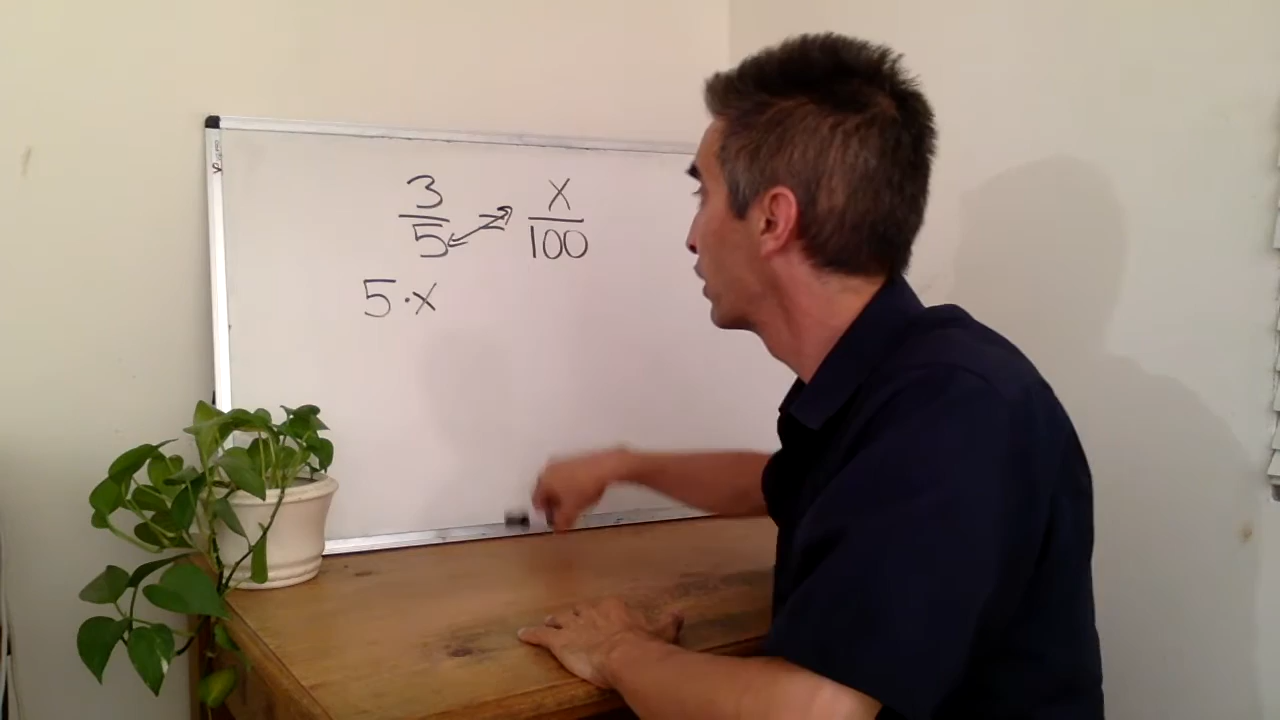 3/5 = x/100
5·x